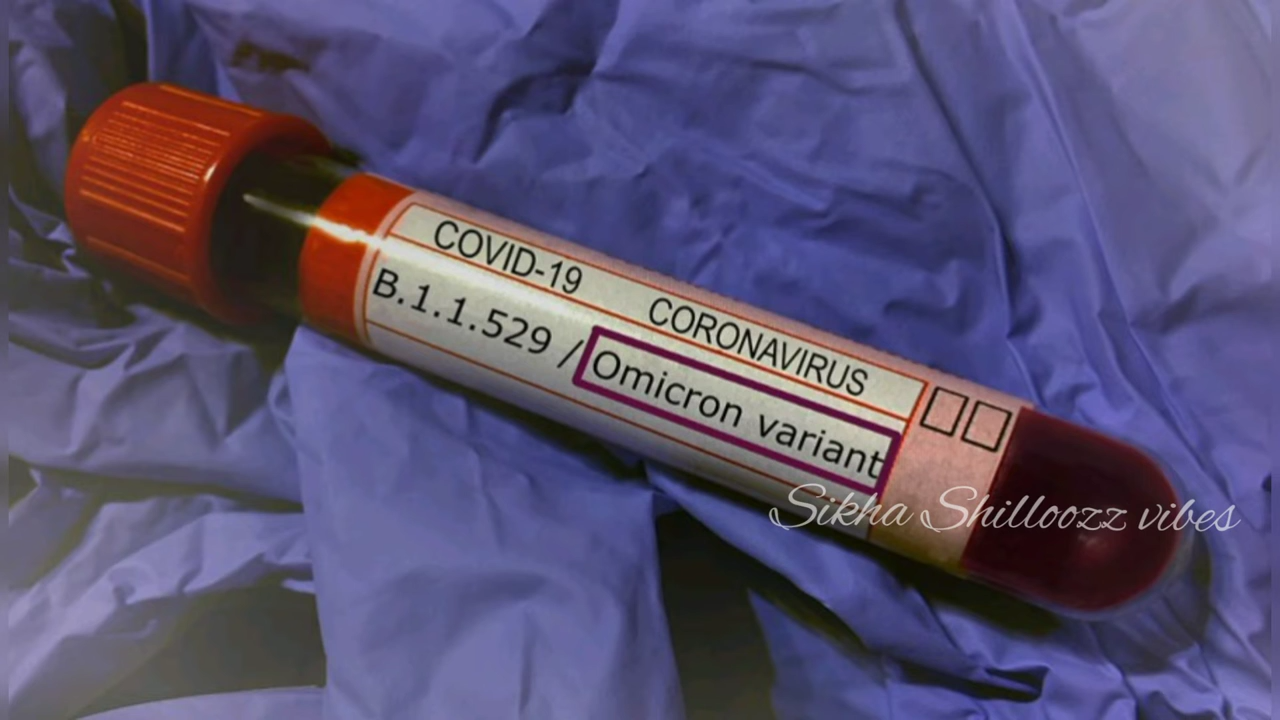 COVID-19 CORONAVIRUS
B.1.1.529 / Omicron variant
Sikha Shilloozz vibes